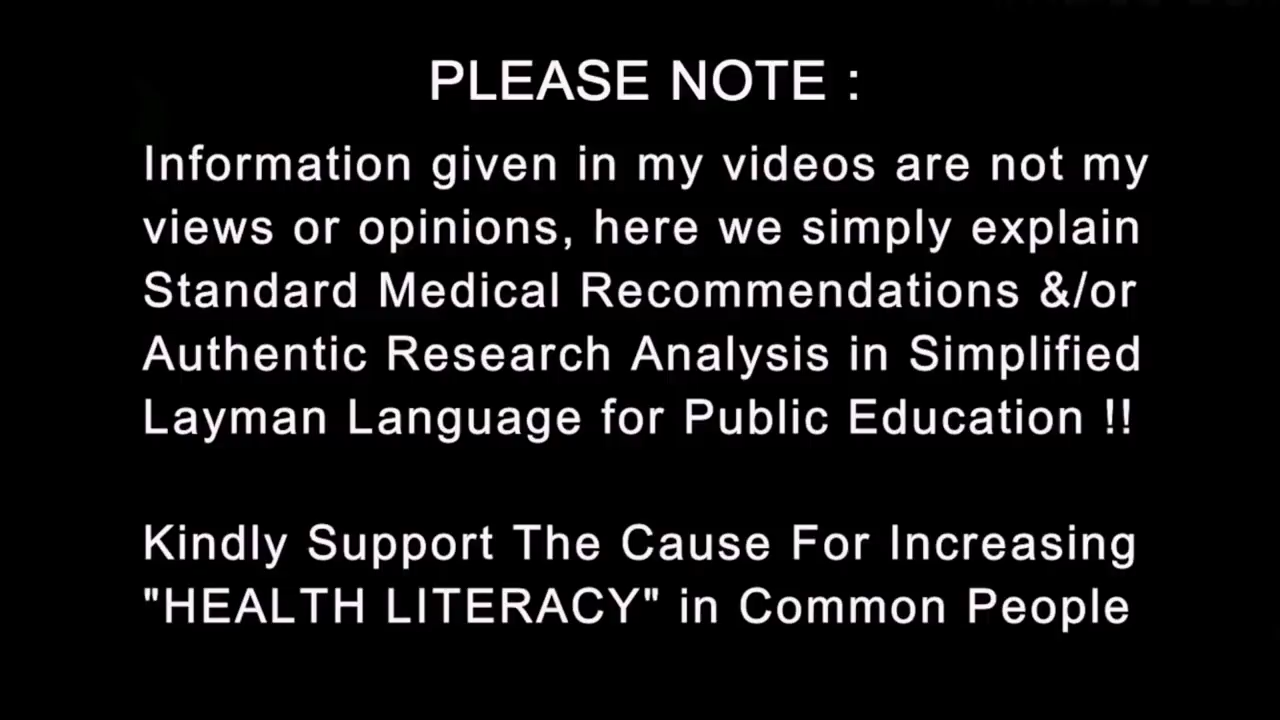 PLEASE NOTE :
Information given in my videos are not my
views or opinions, here we simply explain
Standard Medical Recommendations &/or
Authentic Research Analysis in Simplified
Layman Language for Public Education !!
Kindly Support The Cause For Increasing
"HEALTH LITERACY" in Common People